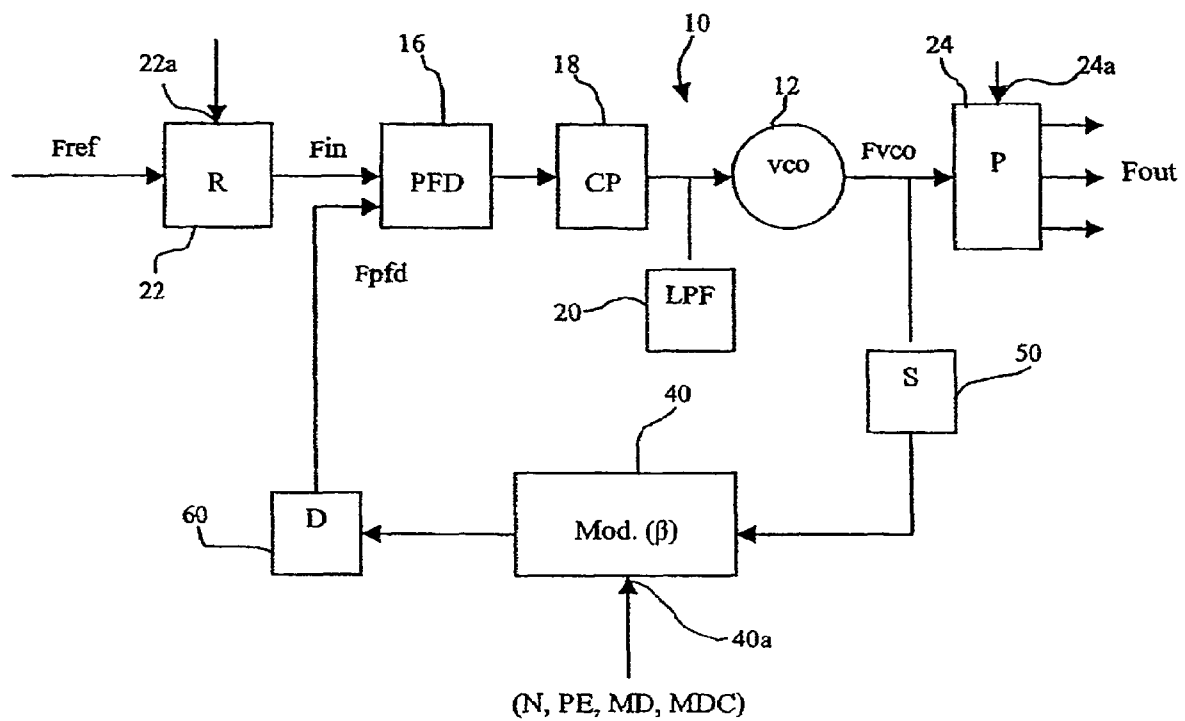 10
16
18
24
22a
12
24a
Fref
R
Fin
PFD
CP
vco
Fvco
P
Fout
22
Fpfd
20
LPF
S
50
40
60
D
Mod. (β)
40a
(N, PE, MD, MDC)